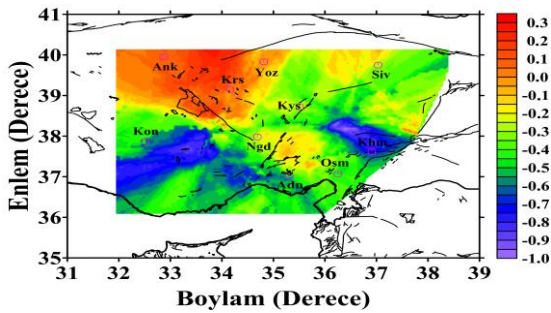 41
40
39
38
37
36
35
Enlem (Derece)
Ank
Yoz
Siv
Krs
Kys
Kon
Ngd
Khm
Osm
Adn
31 32 33 34 35 36 37 38 39
Boylam (Derece)
0.3
0.2
0.1
0.0
-0.1
-0.2
-0.3
-0.4
-0.5
-0.6
-0.7
-0.8
-0.9
-1.0